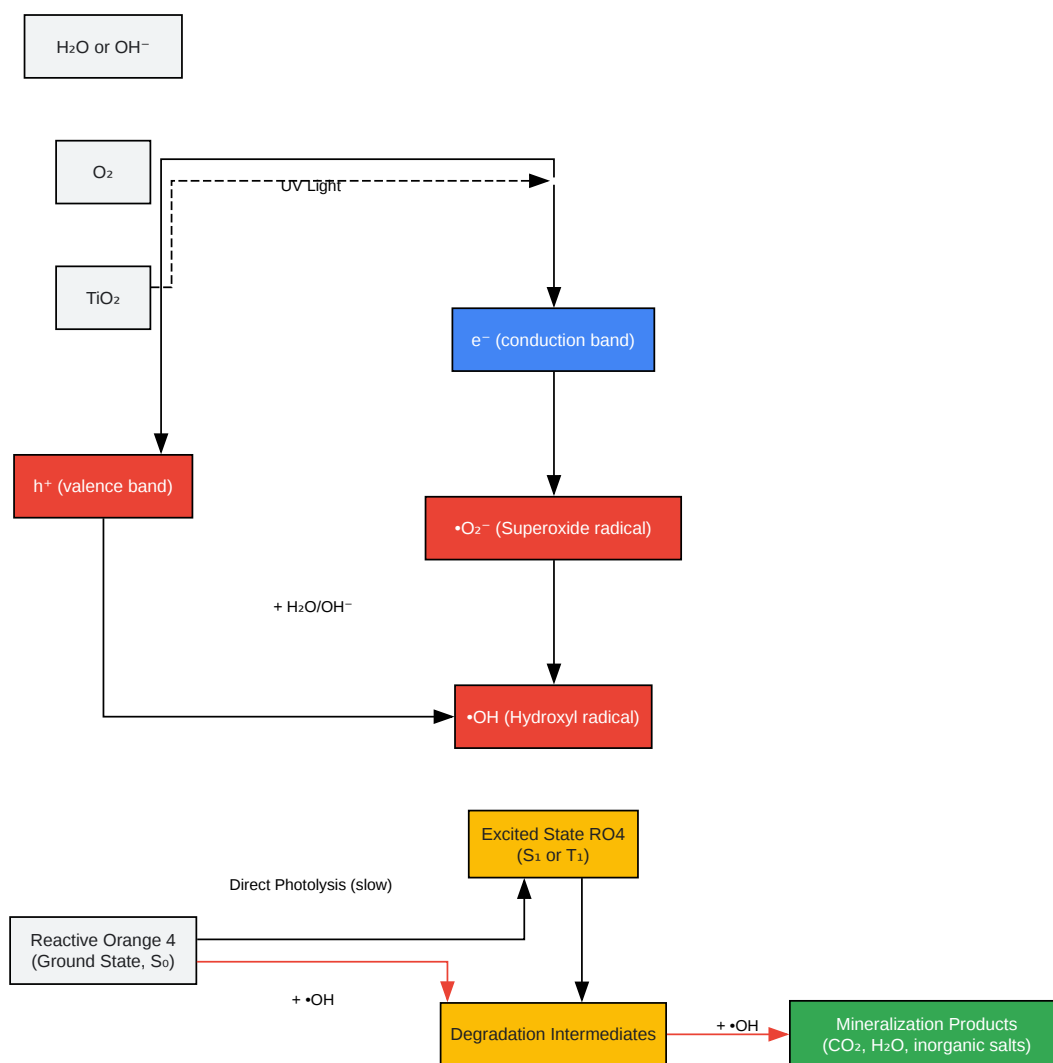 H₂O or OH⁻
O₂
UV Light
TiO₂
e⁻ (conduction band)
h⁺ (valence band)
•O₂⁻ (Superoxide radical)
+ H₂O/OH⁻
•OH (Hydroxyl radical)
Excited State RO4
(S₁ or T₁)
Direct Photolysis (slow)
Reactive Orange 4
(Ground State, S₀)
+ •OH
Degradation Intermediates
+ •OH
Mineralization Products
(CO₂, H₂O, inorganic salts)